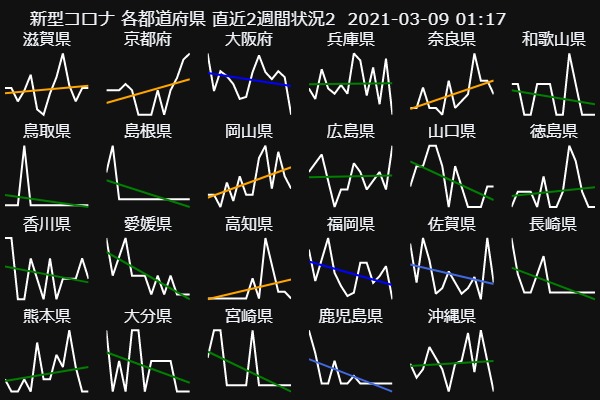 新型コロナ 各都道府県 直近2週間状況2 2021-03-09 01:17
滋賀県 京都府 大阪府 兵庫県 奈良県 和歌山県
鳥取県 島根県 岡山県 広島県 山口県 徳島県
香川県 愛媛県 高知県 福岡県 佐賀県 長崎県
熊本県 大分県 宮崎県 鹿児島県 沖縄県